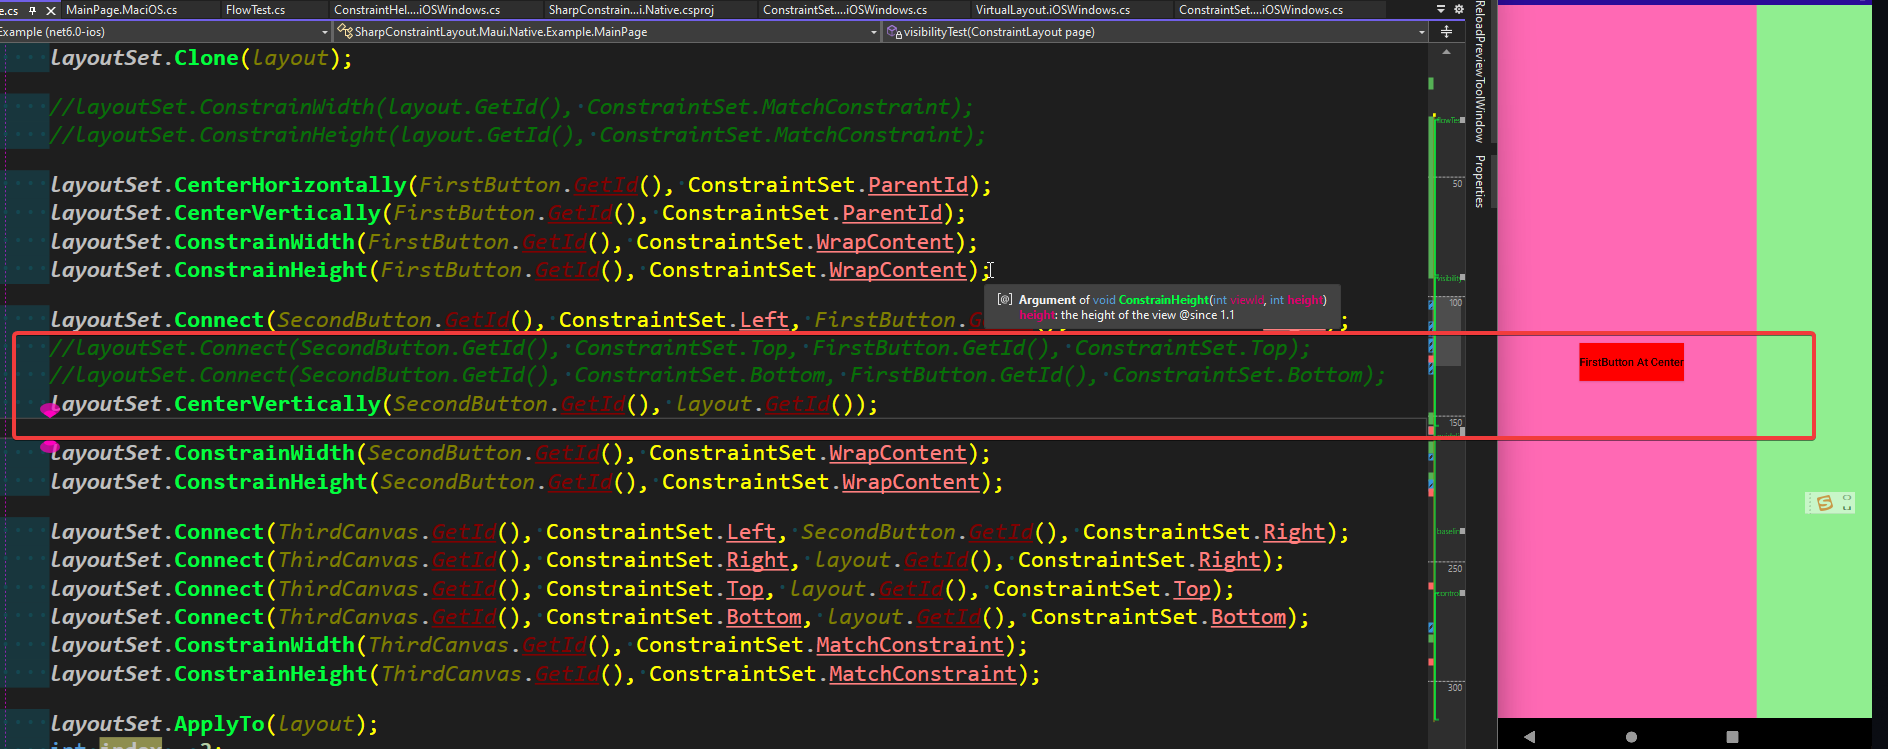 e.cs MainPage.MaciOS.cs FlowTest.cs ConstraintHel....iOSWindows.cs SharpConstrain...i.Native.csproj ConstraintSet....iOSWindows.cs VirtualLayout.iOSWindows.cs ConstraintSet....iOSWindows.cs
Example (net6.0-ios) SharpConstraintLayout.Maui.Native.Example.MainPage visibilityTest(ConstraintLayout page)
layoutSet.Clone(layout);
//layoutSet.ConstrainWidth(layout.GetId(), ConstraintSet.MatchConstraint);
//layoutSet.ConstrainHeight(layout.GetId(), ConstraintSet.MatchConstraint);
layoutSet.CenterHorizontally(FirstButton.GetId(), ConstraintSet.ParentId);
layoutSet.CenterVertically(FirstButton.GetId(), ConstraintSet.ParentId);
layoutSet.ConstrainWidth(FirstButton.GetId(), ConstraintSet.WrapContent);
layoutSet.ConstrainHeight(FirstButton.GetId(), ConstraintSet.WrapContent);
[@] Argument of void ConstrainHeight(int viewId, int height)
height: the height of the view @since 1.1
layoutSet.Connect(SecondButton.GetId(), ConstraintSet.Left, FirstButton.G
//layoutSet.Connect(SecondButton.GetId(), ConstraintSet.Top, FirstButton.GetId(), ConstraintSet.Top);
//layoutSet.Connect(SecondButton.GetId(), ConstraintSet.Bottom, FirstButton.GetId(), ConstraintSet.Bottom);
layoutSet.CenterVertically(SecondButton.GetId(), layout.GetId());
layoutSet.ConstrainWidth(SecondButton.GetId(), ConstraintSet.WrapContent);
layoutSet.ConstrainHeight(SecondButton.GetId(), ConstraintSet.WrapContent);
layoutSet.Connect(ThirdCanvas.GetId(), ConstraintSet.Left, SecondButton.GetId(), ConstraintSet.Right);
layoutSet.Connect(ThirdCanvas.GetId(), ConstraintSet.Right, layout.GetId(), ConstraintSet.Right);
layoutSet.Connect(ThirdCanvas.GetId(), ConstraintSet.Top, layout.GetId(), ConstraintSet.Top);
layoutSet.Connect(ThirdCanvas.GetId(), ConstraintSet.Bottom, layout.GetId(), ConstraintSet.Bottom);
layoutSet.ConstrainWidth(ThirdCanvas.GetId(), ConstraintSet.MatchConstraint);
layoutSet.ConstrainHeight(ThirdCanvas.GetId(), ConstraintSet.MatchConstraint);
layoutSet.ApplyTo(layout);
50
100
150
250
300
ReloadPreviewToolWindow
Properties
FirstButton At Center
S